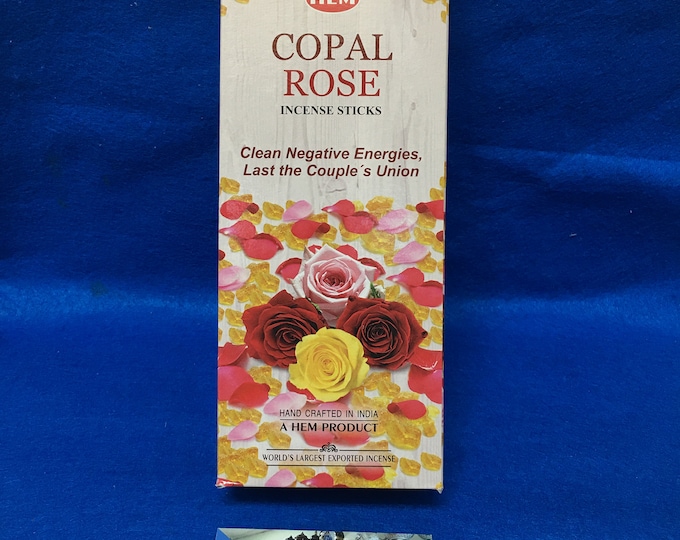 HEM
COPAL
ROSE
INCENSE STICKS
Clean Negative Energies,
Last the Couple´s Union
HAND CRAFTED IN INDIA
A HEM PRODUCT
WORLD'S LARGEST EXPORTED INCENSE